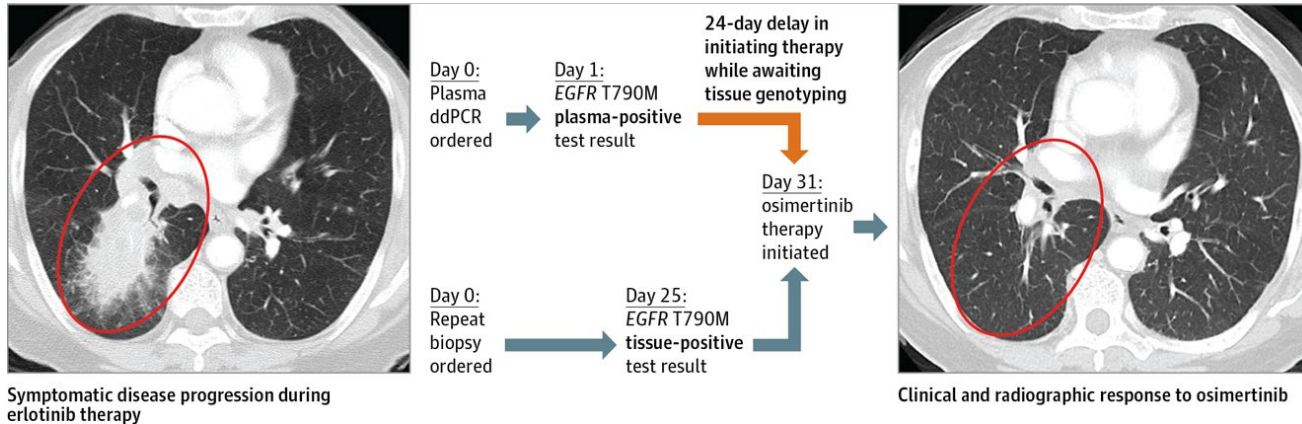 24-day delay in
initiating therapy
while awaiting
tissue genotyping
Day 0:
Plasma
ddPCR
ordered
Day 1:
EGFR T790M
plasma-positive
test result
Day 31:
osimertinib
therapy
initiated
Day 0:
Repeat
biopsy
ordered
Day 25:
EGFR T790M
tissue-positive
test result
Symptomatic disease progression during
erlotinib therapy
Clinical and radiographic response to osimertinib